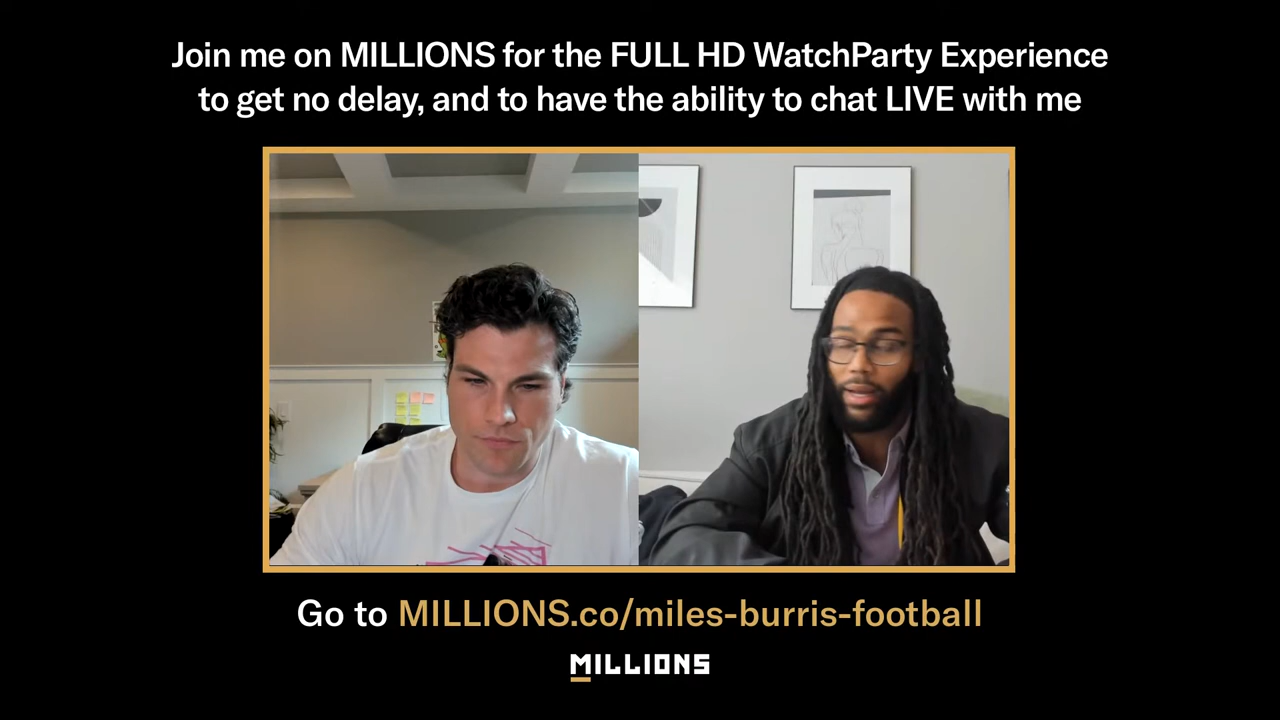 Join me on MILLIONS for the FULL HD WatchParty Experience
to get no delay, and to have the ability to chat LIVE with me
Go to MILLIONS.co/miles-burris-football
MILLIONS